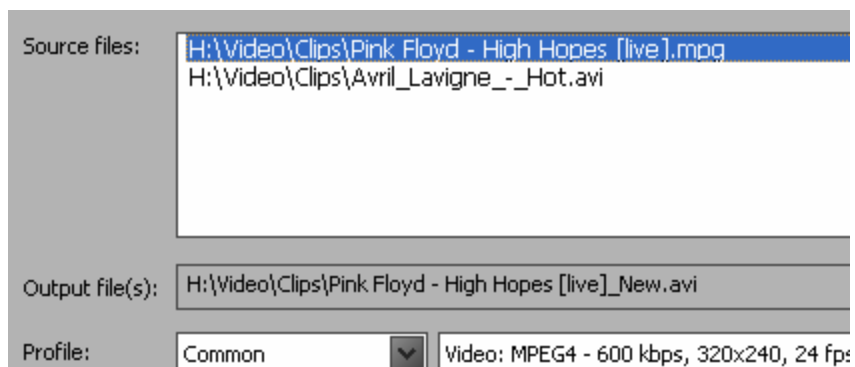 Source files:
H:\Video\Clips\Pink Floyd - High Hopes [live].mpg
H:\Video\Clips\Avril_Lavigne_-_Hot.avi
Output file(s): H:\Video\Clips\Pink Floyd - High Hopes [live]_New.avi
Profile: Common Video: MPEG4 - 600 kbps, 320x240, 24 fps